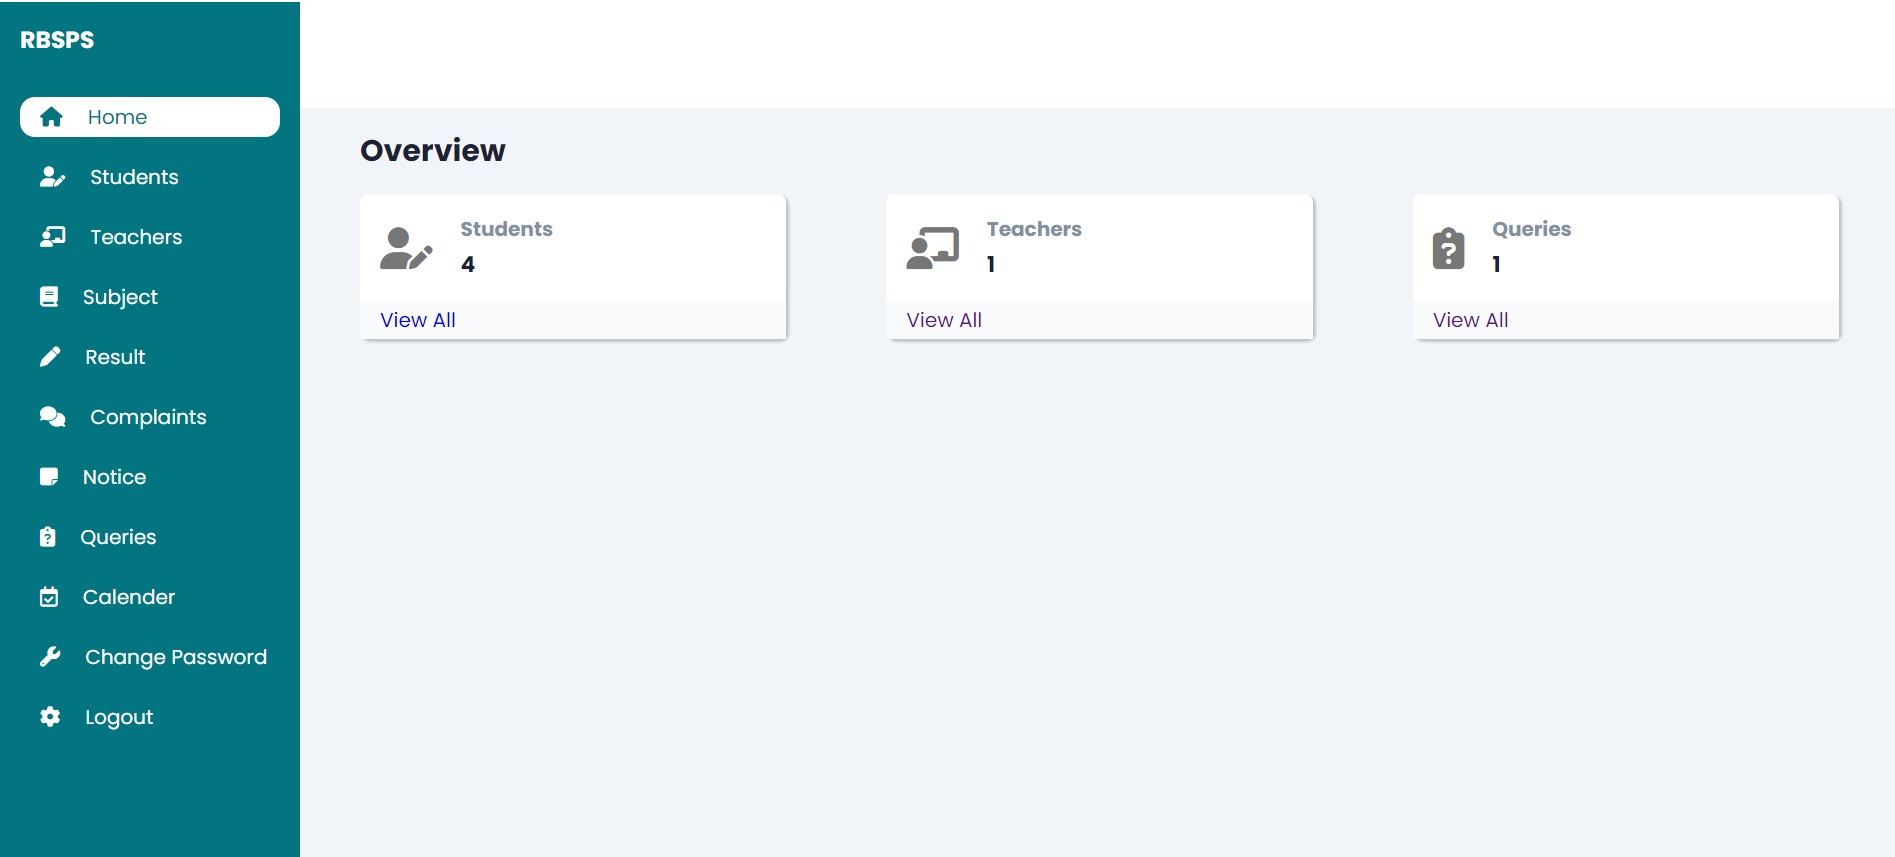 RBSPS
Home
Students
Teachers
Subject
Result
Complaints
Notice
Queries
Calender
Change Password
Logout
Overview
Students
4
View All
Teachers
1
View All
Queries
1
View All